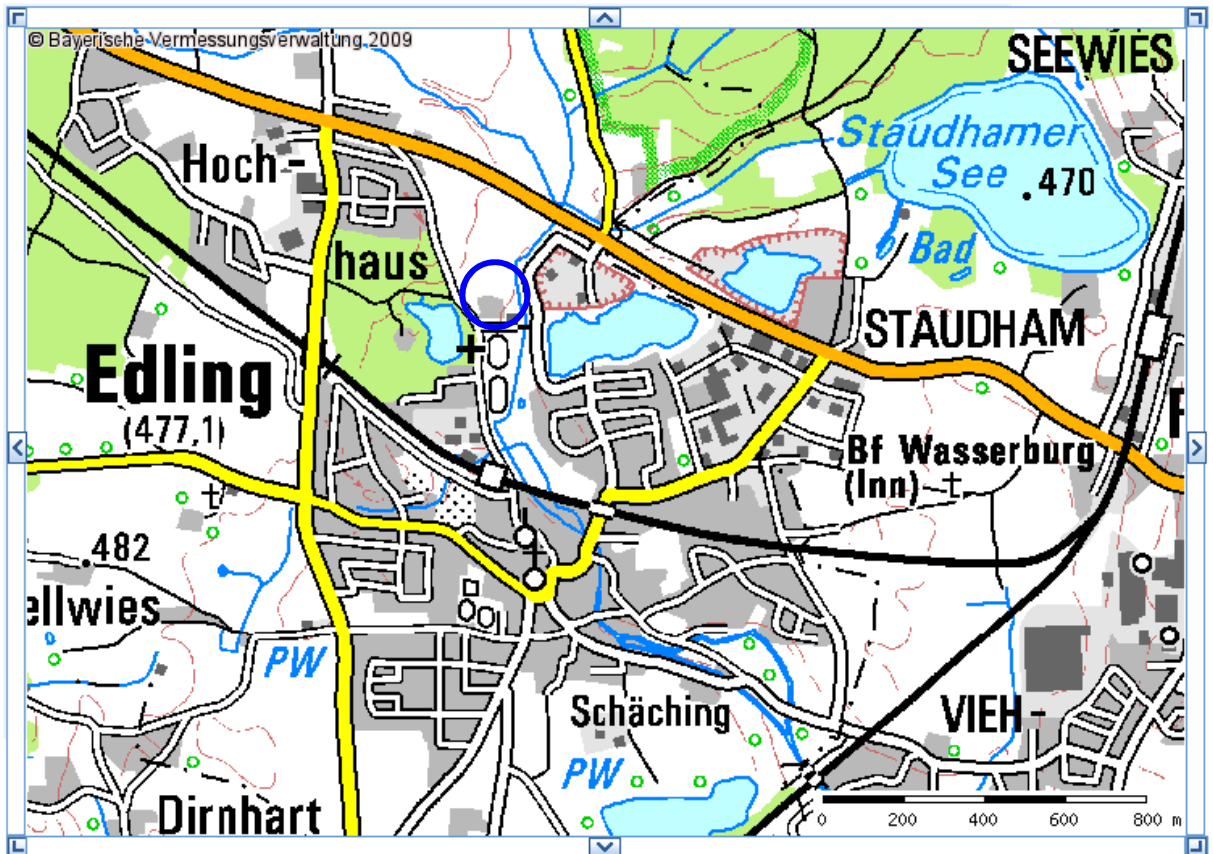 © Bayerische Vermessungsverwaltung 2009
SEEWIES
Staudhamer
See
.470
Hoch-
haus
Bad
STAUDHAM
Edling
(477,1)
Bf Wasserburg
(Inn)
.482
ellwies
PW
Schäching
VIEH-
PW
Dirnhart
0 200 400 600 800 m